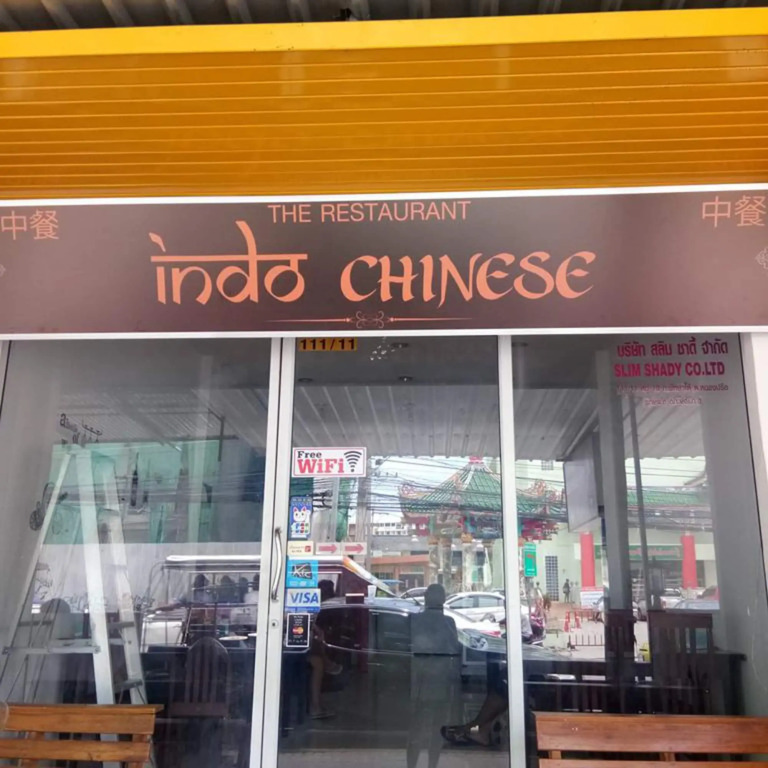 THE RESTAURANT
中餐
中餐
indo CHINESE
111/11
บริษัท สลิม ชาดี้ จำกัด
SLIM SHADY CO.LTD
Free
WiFi
VISA